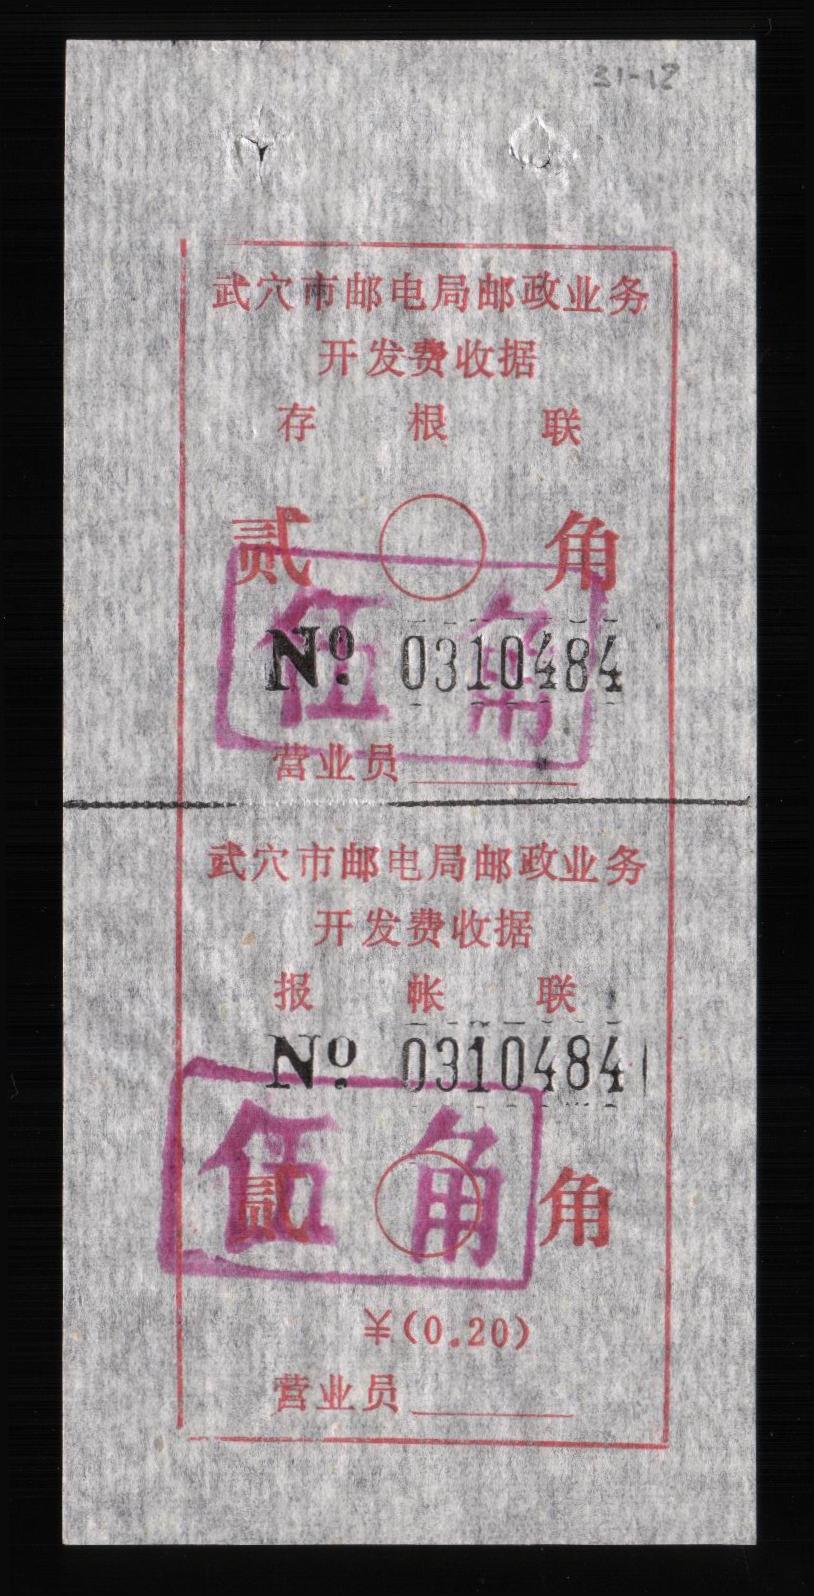 31-12
武穴市邮电局邮政业务
开发费收据
存 根 联
贰 角
伍 角
Nº 0310484
营业员
武穴市邮电局邮政业务
开发费收据
报 帐 联
Nº 0310484
伍 角
贰 角
¥(0.20)
营业员